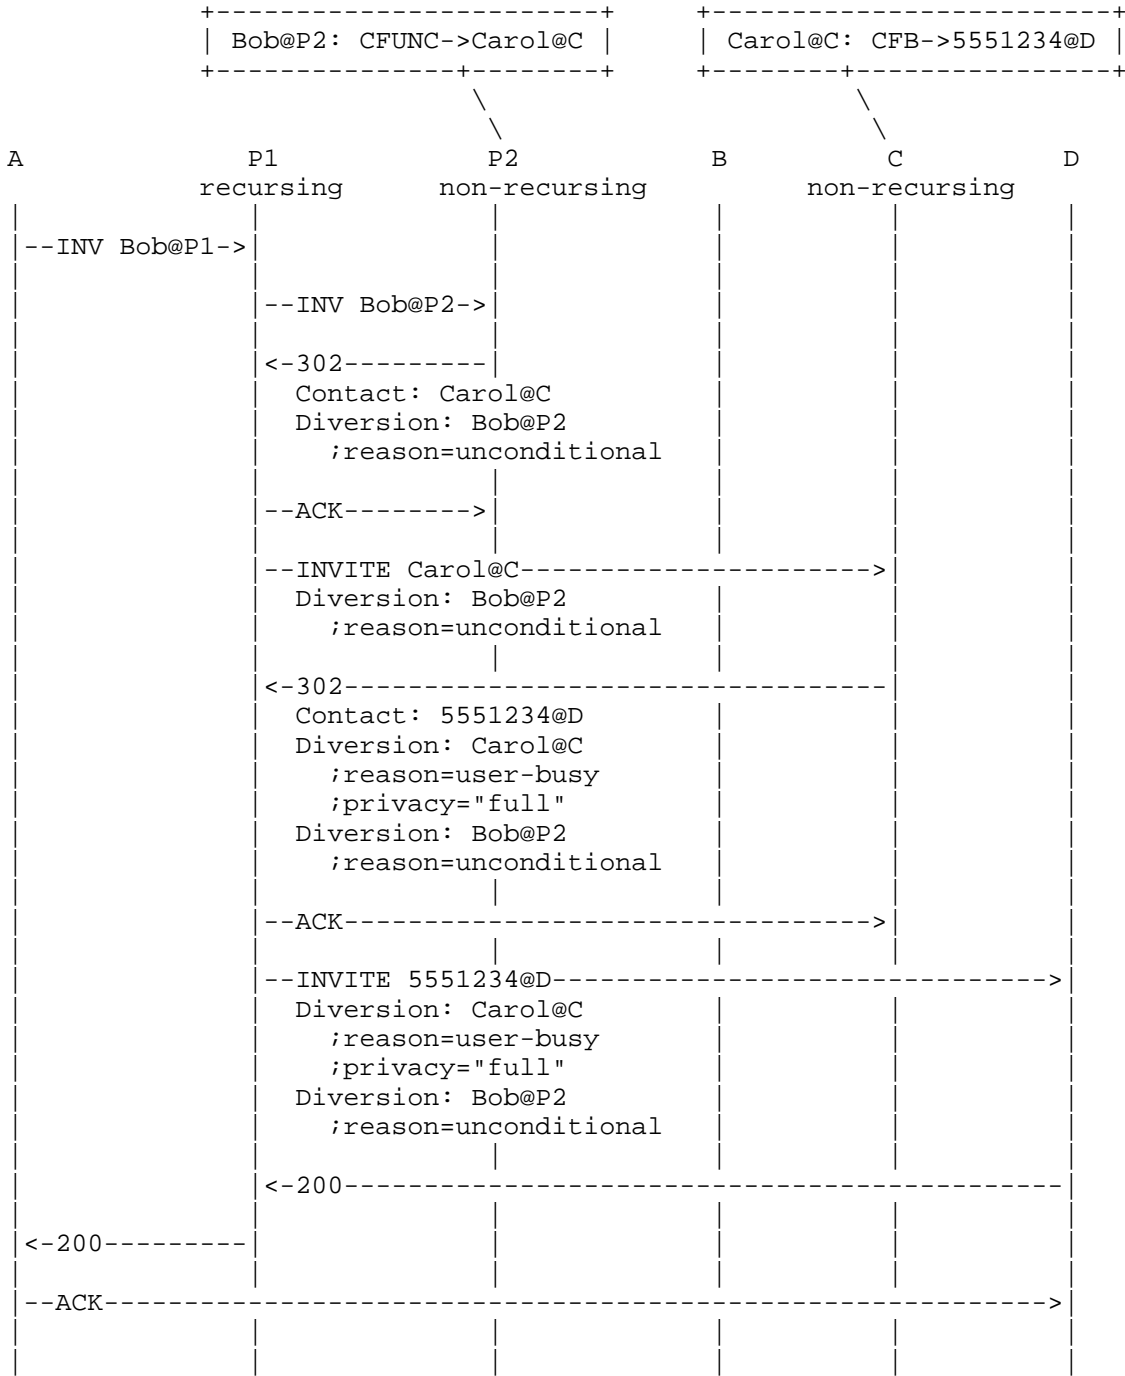 Bob@P2: CFUNC->Carol@C
Carol@C: CFB->5551234@D
A P1 P2 B C D
recursing non-recursing non-recursing
--INV Bob@P1->
--INV Bob@P2->
<-302---------
Contact: Carol@C
Diversion: Bob@P2
;reason=unconditional
--ACK-------->
--INVITE Carol@C---------------------->
Diversion: Bob@P2
;reason=unconditional
<-302----------------------------------
Contact: 5551234@D
Diversion: Carol@C
;reason=user-busy
;privacy="full"
Diversion: Bob@P2
;reason=unconditional
--ACK--------------------------------->
--INVITE 5551234@D------------------------------->
Diversion: Carol@C
;reason=user-busy
;privacy="full"
Diversion: Bob@P2
;reason=unconditional
<-200---------------------------------------------
<-200---------
--ACK----------------------------------------------------------->